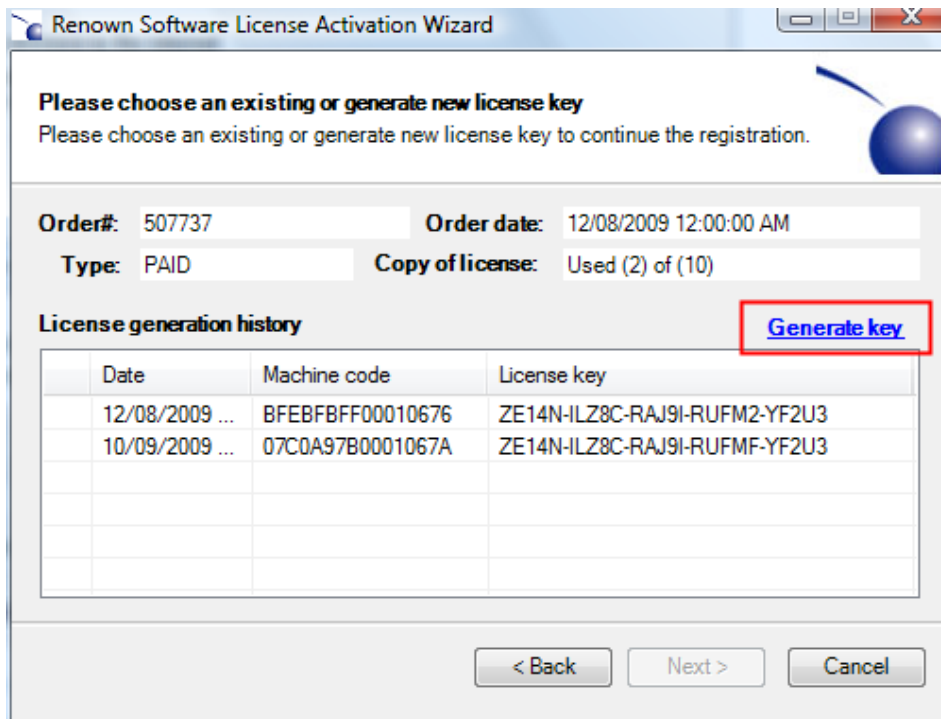 Renown Software License Activation Wizard
Please choose an existing or generate new license key
Please choose an existing or generate new license key to continue the registration.
Order#: 507737 Order date: 12/08/2009 12:00:00 AM
Type: PAID Copy of license: Used (2) of (10)
License generation history Generate key
Date Machine code License key
12/08/2009 ... BFEBFBFF00010676 ZE14N-ILZ8C-RAJ9I-RUFM2-YF2U3
10/09/2009 ... 07C0A97B0001067A ZE14N-ILZ8C-RAJ9I-RUFMF-YF2U3
< Back Next > Cancel